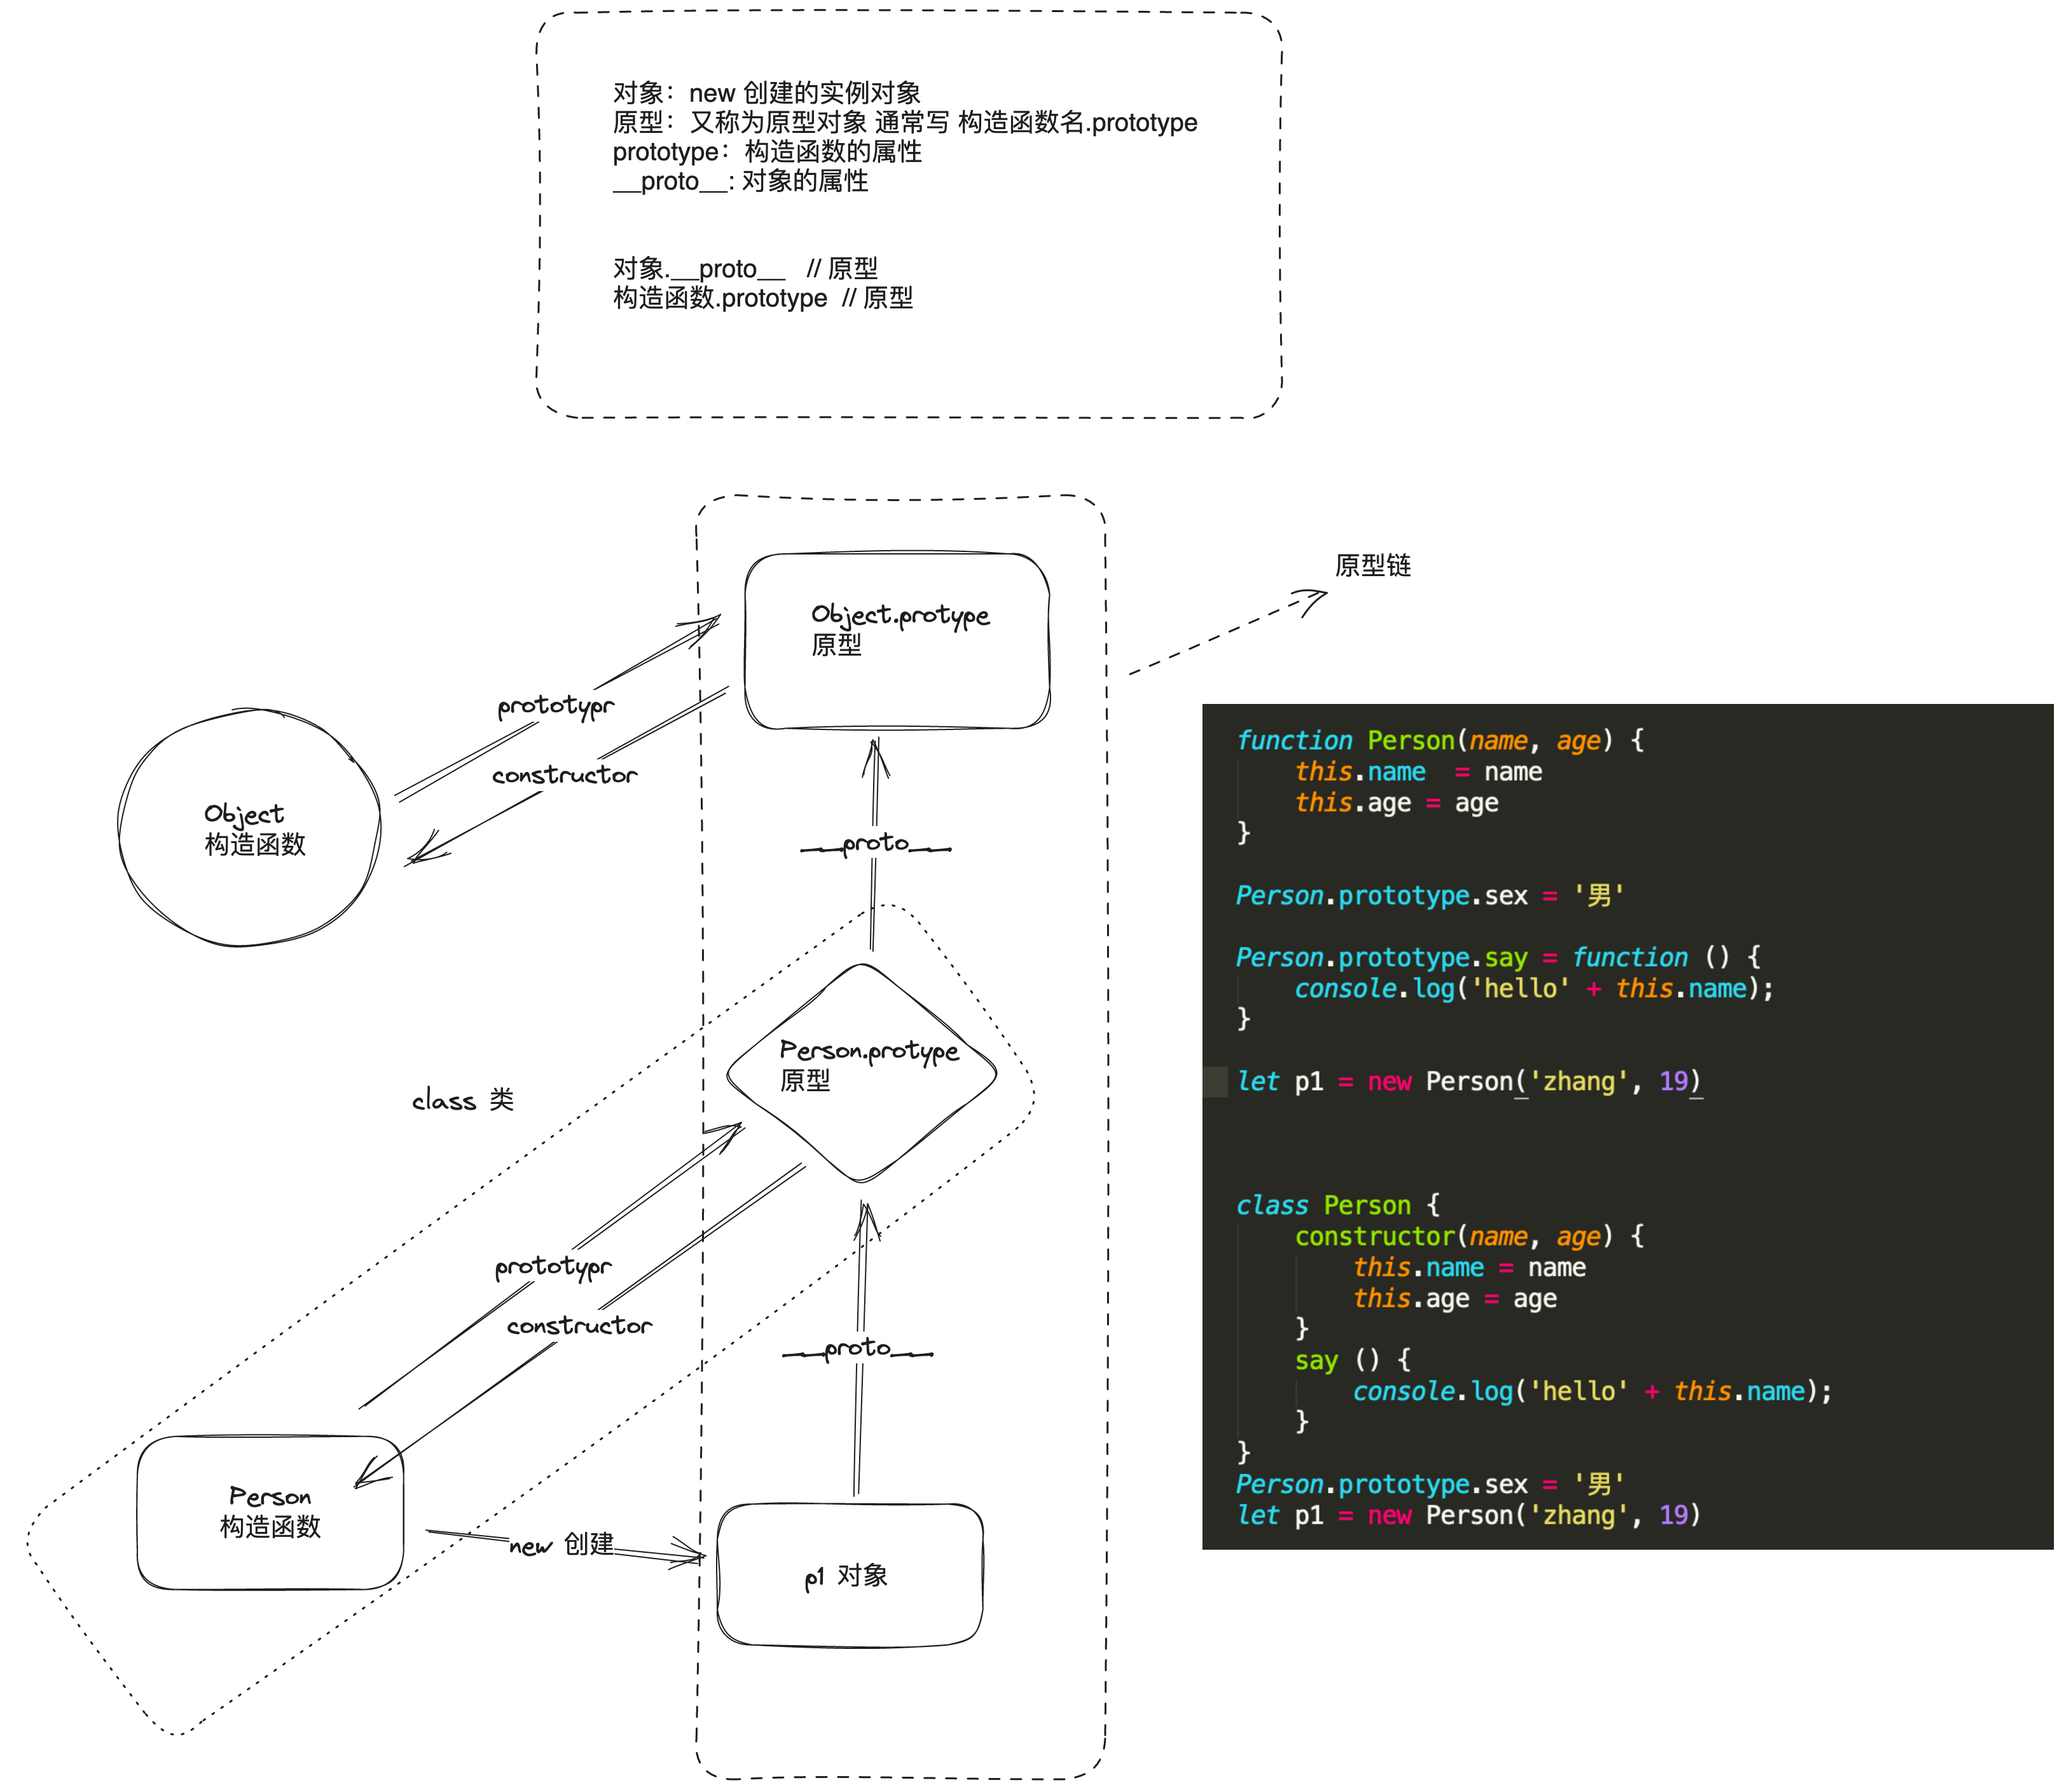 对象：new 创建的实例对象
原型：又称为原型对象 通常写 构造函数名.prototype
prototype：构造函数的属性
__proto__: 对象的属性
对象.__proto__   // 原型
构造函数.prototype  // 原型
原型链
Object.protype
原型
prototypr
constructor
Object
构造函数
__proto__
Person.protype
原型
class 类
prototypr
constructor
__proto__
Person
构造函数
new 创建
p1 对象
function Person(name, age) {
    this.name  = name
    this.age = age
}
Person.prototype.sex = '男'
Person.prototype.say = function () {
    console.log('hello' + this.name);
}
let p1 = new Person('zhang', 19)
class Person {
    constructor(name, age) {
        this.name = name
        this.age = age
    }
    say () {
        console.log('hello' + this.name);
    }
}
Person.prototype.sex = '男'
let p1 = new Person('zhang', 19)